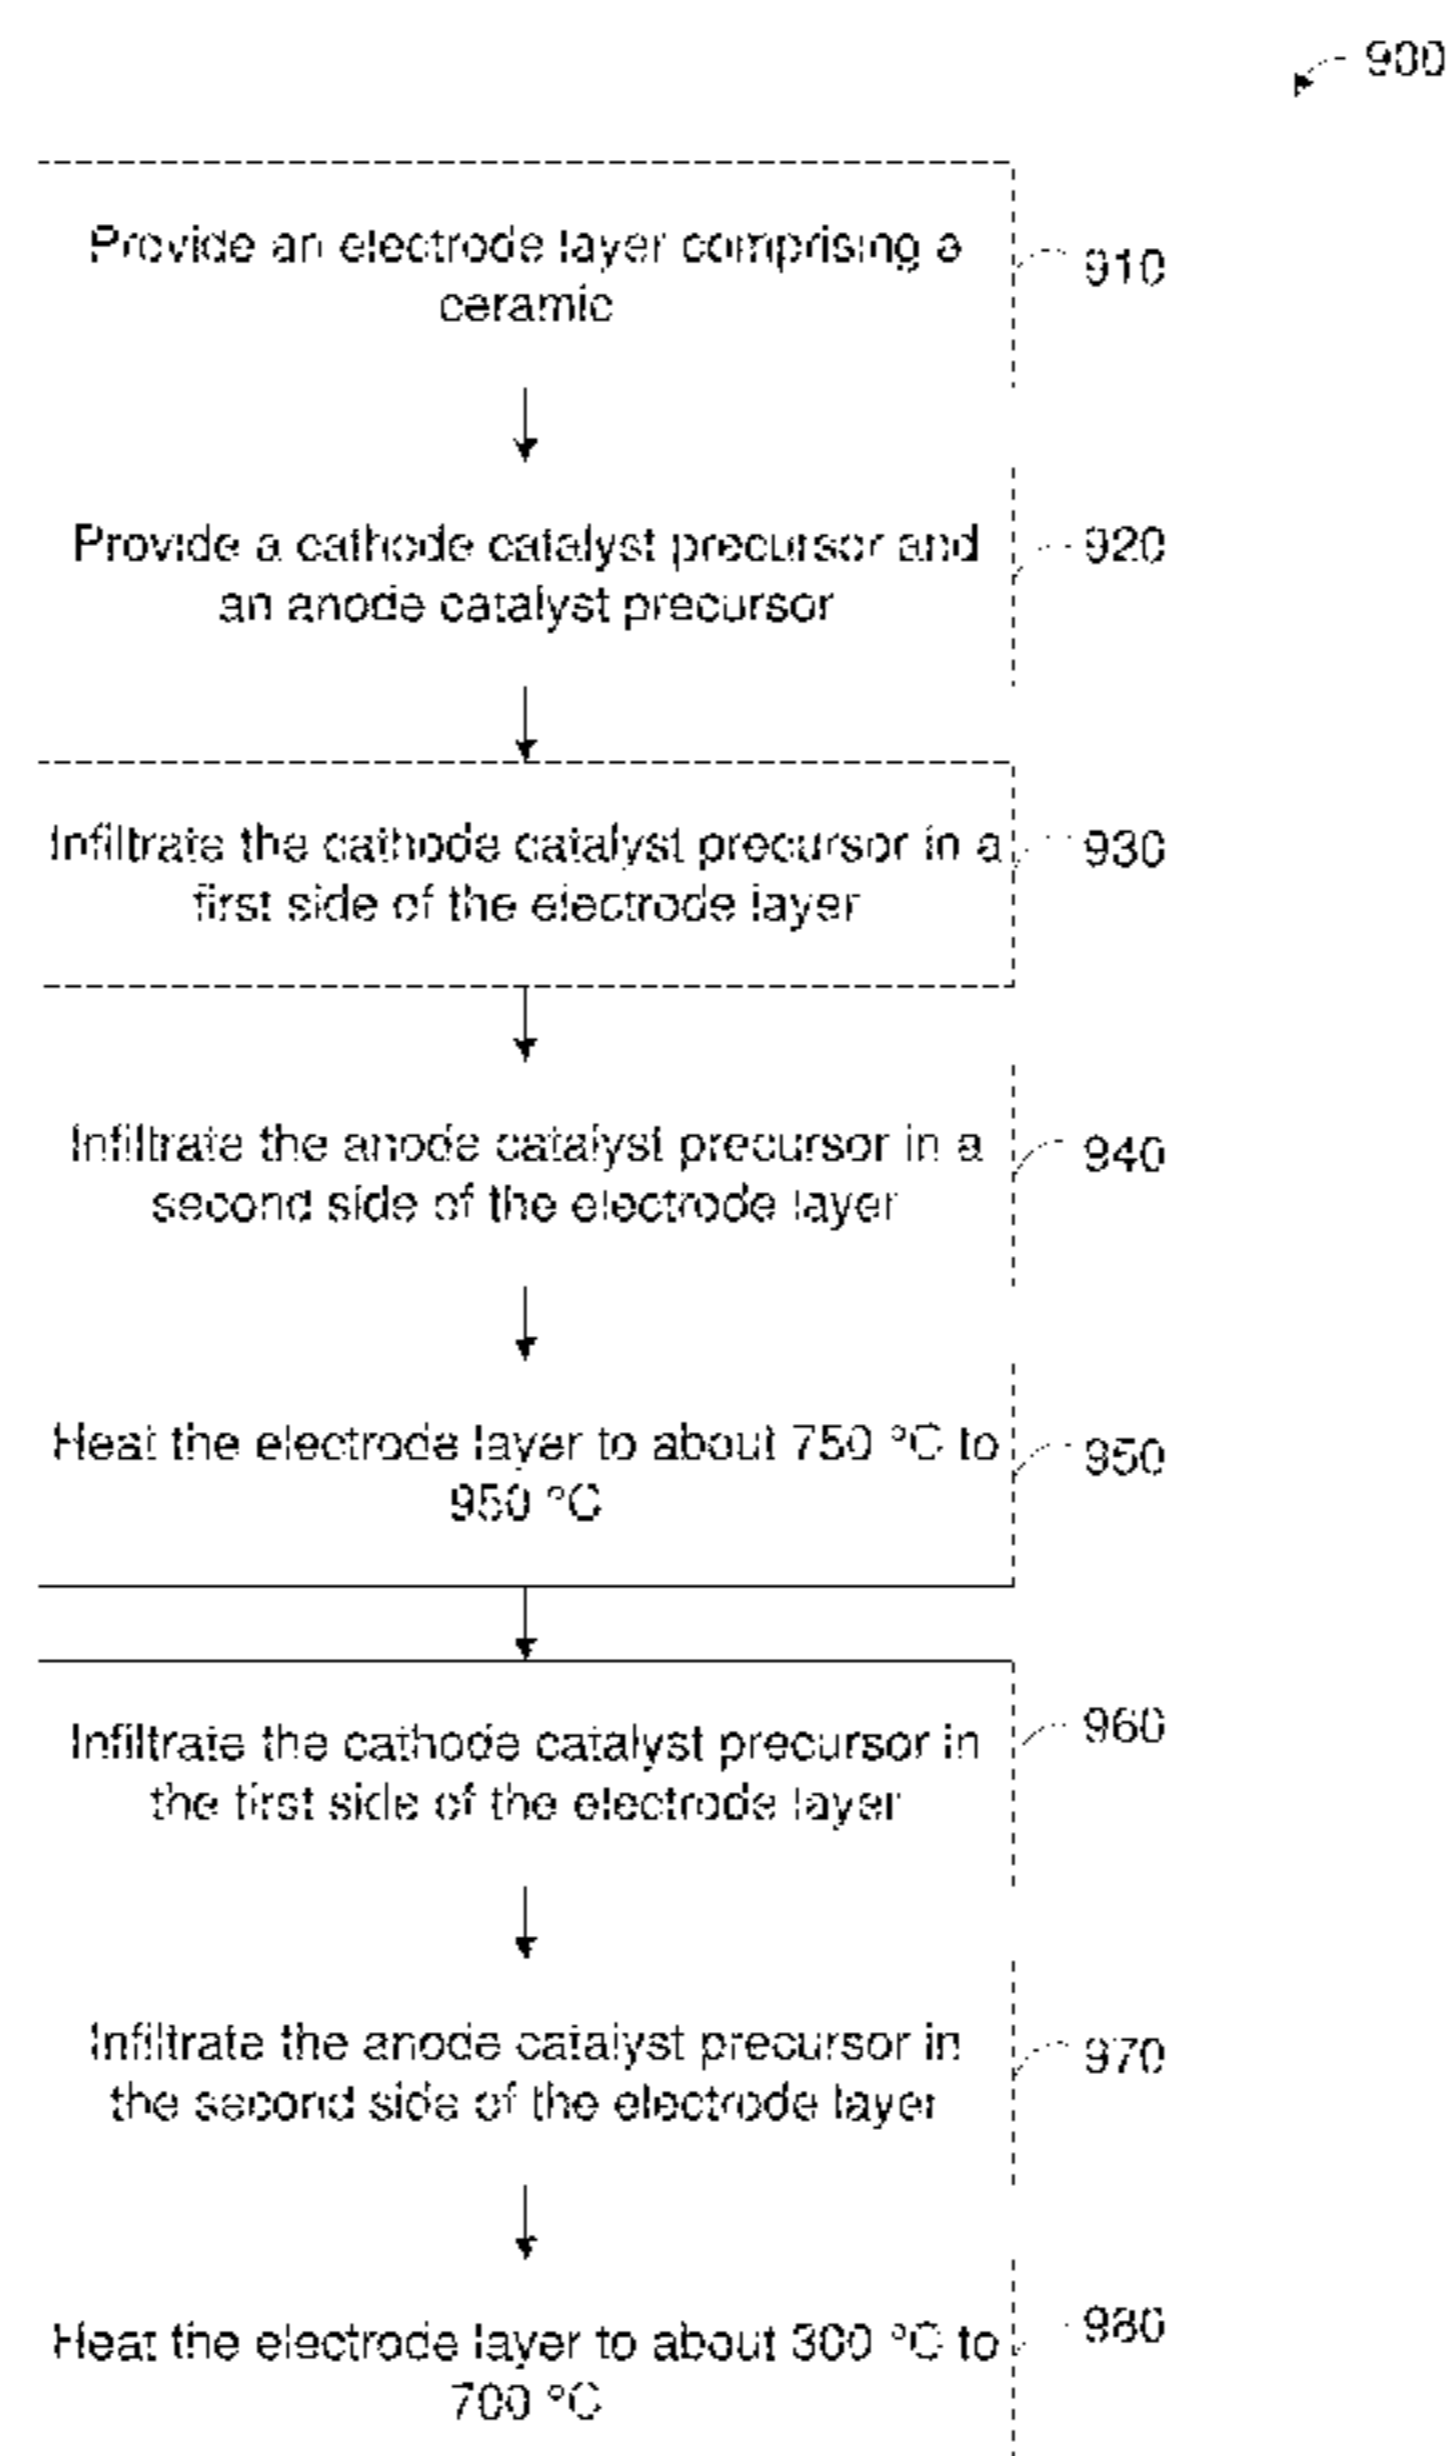 900
Provide an electrode layer comprising a
ceramic
910
Provide a cathode catalyst precursor and
an anode catalyst precursor
920
Infiltrate the cathode catalyst precursor in a
first side of the electrode layer
930
Infiltrate the anode catalyst precursor in a
second side of the electrode layer
940
Heat the electrode layer to about 750 °C to
950 °C
950
Infiltrate the cathode catalyst precursor in
the first side of the electrode layer
960
Infiltrate the anode catalyst precursor in
the second side of the electrode layer
970
Heat the electrode layer to about 300 °C to
700 °C
980